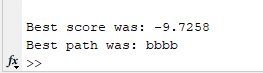 Best score was: -9.7258
Best path was: bbbb
fx >>